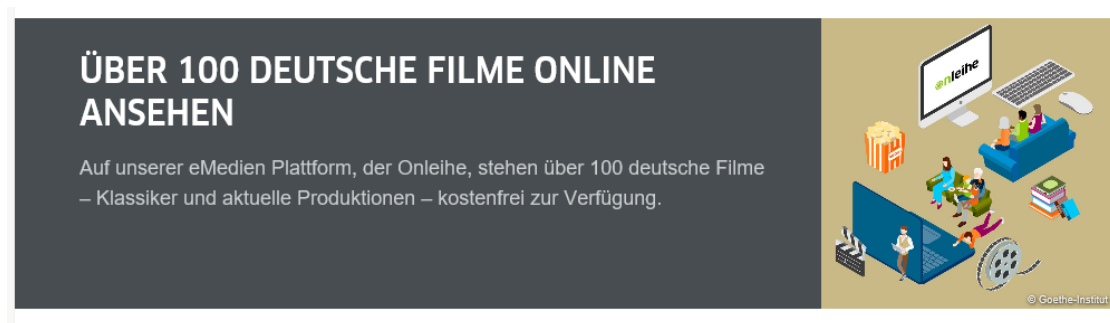 ÜBER 100 DEUTSCHE FILME ONLINE
ANSEHEN
Auf unserer eMedien Plattform, der Onleihe, stehen über 100 deutsche Filme
– Klassiker und aktuelle Produktionen – kostenfrei zur Verfügung.
onleihe
© Goethe-Institut